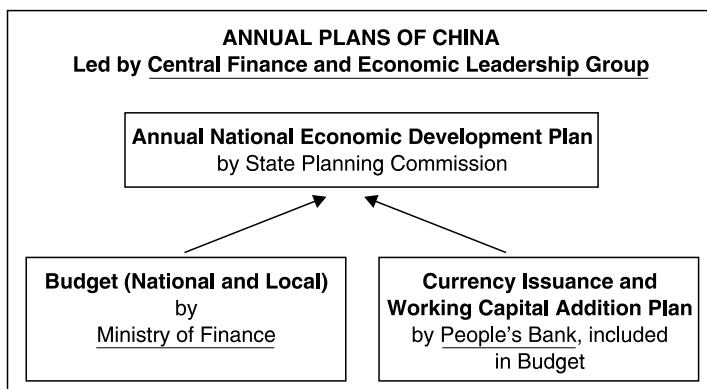 ANNUAL PLANS OF CHINA
Led by Central Finance and Economic Leadership Group
Annual National Economic Development Plan
by State Planning Commission
Budget (National and Local)
by
Ministry of Finance
Currency Issuance and
Working Capital Addition Plan
by People's Bank, included
in Budget